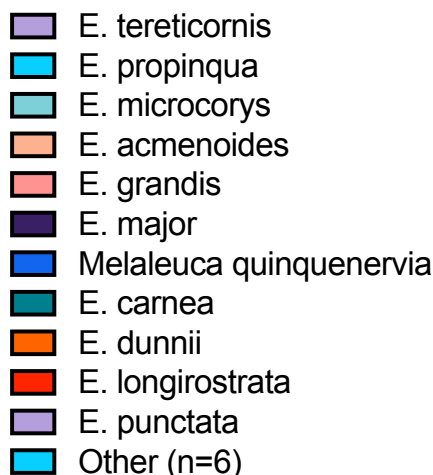 E. tereticornis
E. propinqua
E. microcorys
E. acmenoides
E. grandis
E. major
Melaleuca quinquenervia
E. carnea
E. dunnii
E. longirostrata
E. punctata
Other (n=6)